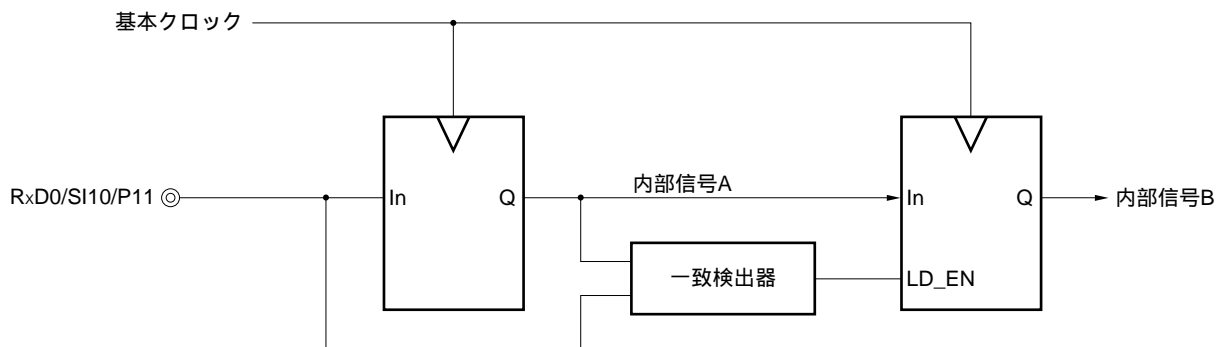 基本クロック
RxD0/SI10/P11
In
Q
内部信号A
In
Q
内部信号B
一致検出器
LD_EN